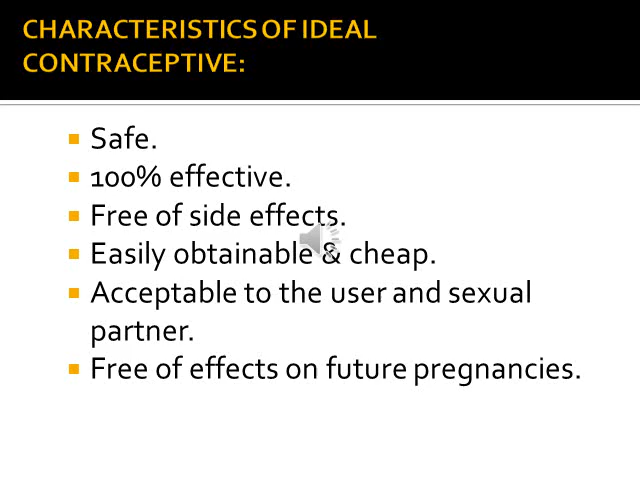 CHARACTERISTICS OF IDEAL
CONTRACEPTIVE:
Safe.
100% effective.
Free of side effects.
Easily obtainable & cheap.
Acceptable to the user and sexual
partner.
Free of effects on future pregnancies.